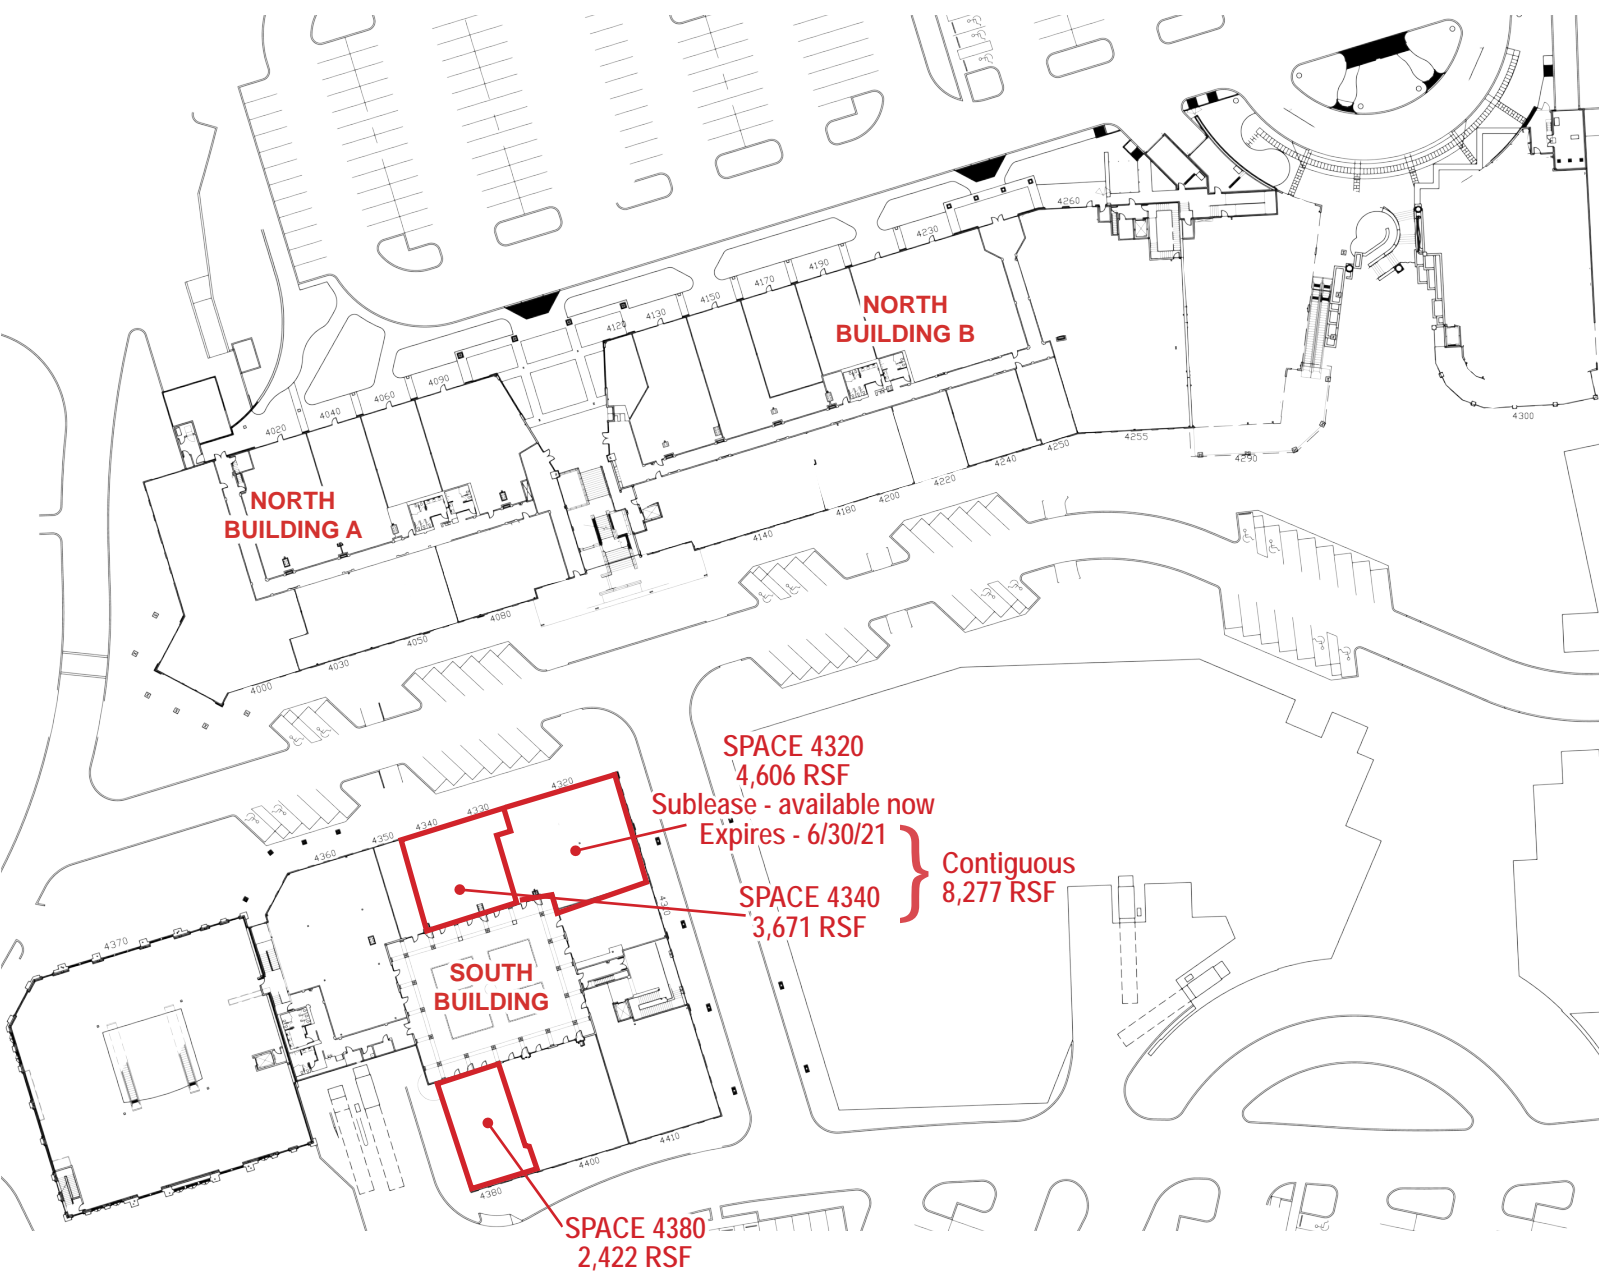 4260
4230
4190
4170
4150
4130
4120
NORTH
BUILDING B
4090
4060
4040
4020
4300
4255
4290
4250
4240
4220
4200
4180
4140
NORTH
BUILDING A
4080
4050
4030
4000
SPACE 4320
4,606 RSF
Sublease - available now
Expires - 6/30/21
SPACE 4340
3,671 RSF
Contiguous
8,277 RSF
4320
4330
4340
4350
4360
4310
4370
SOUTH
BUILDING
4410
4400
4380
SPACE 4380
2,422 RSF